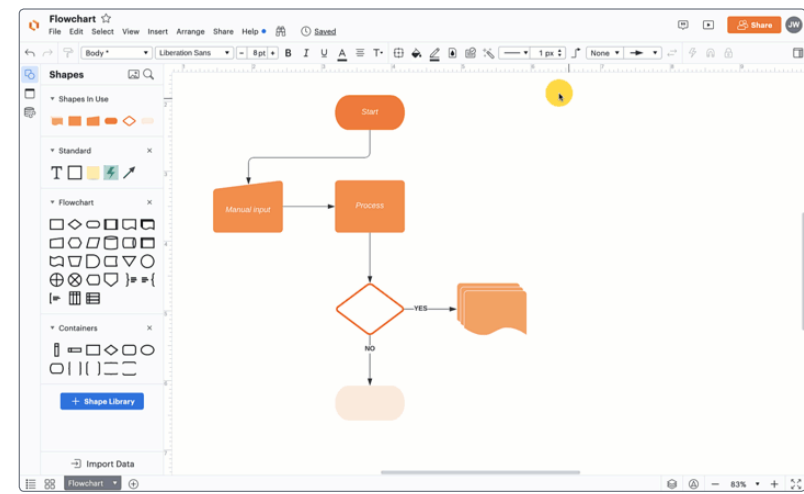 Flowchart
File Edit Select View Insert Arrange Share Help Saved
Share JW
Body* Liberation Sans - 8 pt + B I U A T 1 px None
Shapes
Shapes In Use
Standard
T
Flowchart
Containers
+ Shape Library
Import Data
Start
Manual input
Process
YES
NO
Flowchart
83%